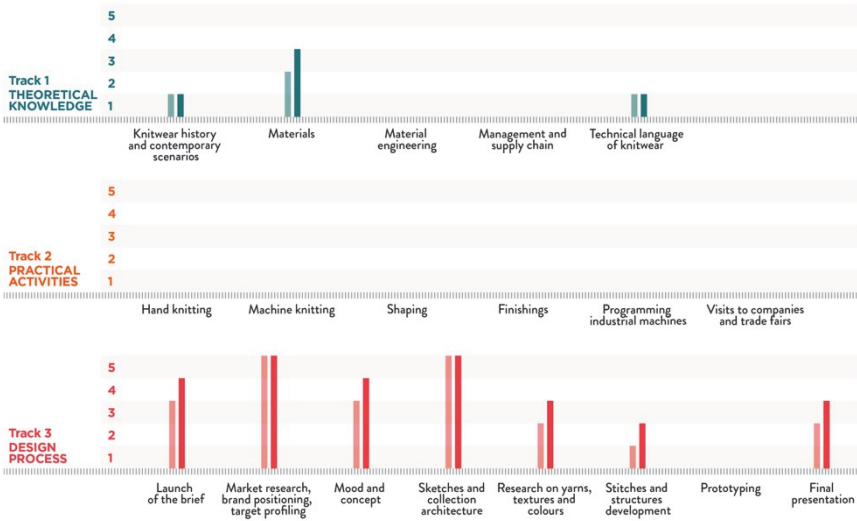 5
4
3
2
1
Track 1
THEORETICAL
KNOWLEDGE
Knitwear history
and contemporary
scenarios
Materials
Material
engineering
Management and
supply chain
Technical language
of knitwear
5
4
3
2
1
Track 2
PRACTICAL
ACTIVITIES
Hand knitting
Machine knitting
Shaping
Finishings
Programming
industrial machines
Visits to companies
and trade fairs
5
4
3
2
1
Track 3
DESIGN
PROCESS
Launch
of the brief
Market research,
brand positioning,
target profiling
Mood and
concept
Sketches and
collection
architecture
Research on yarns,
textures and
colours
Stitches and
structures
development
Prototyping
Final
presentation